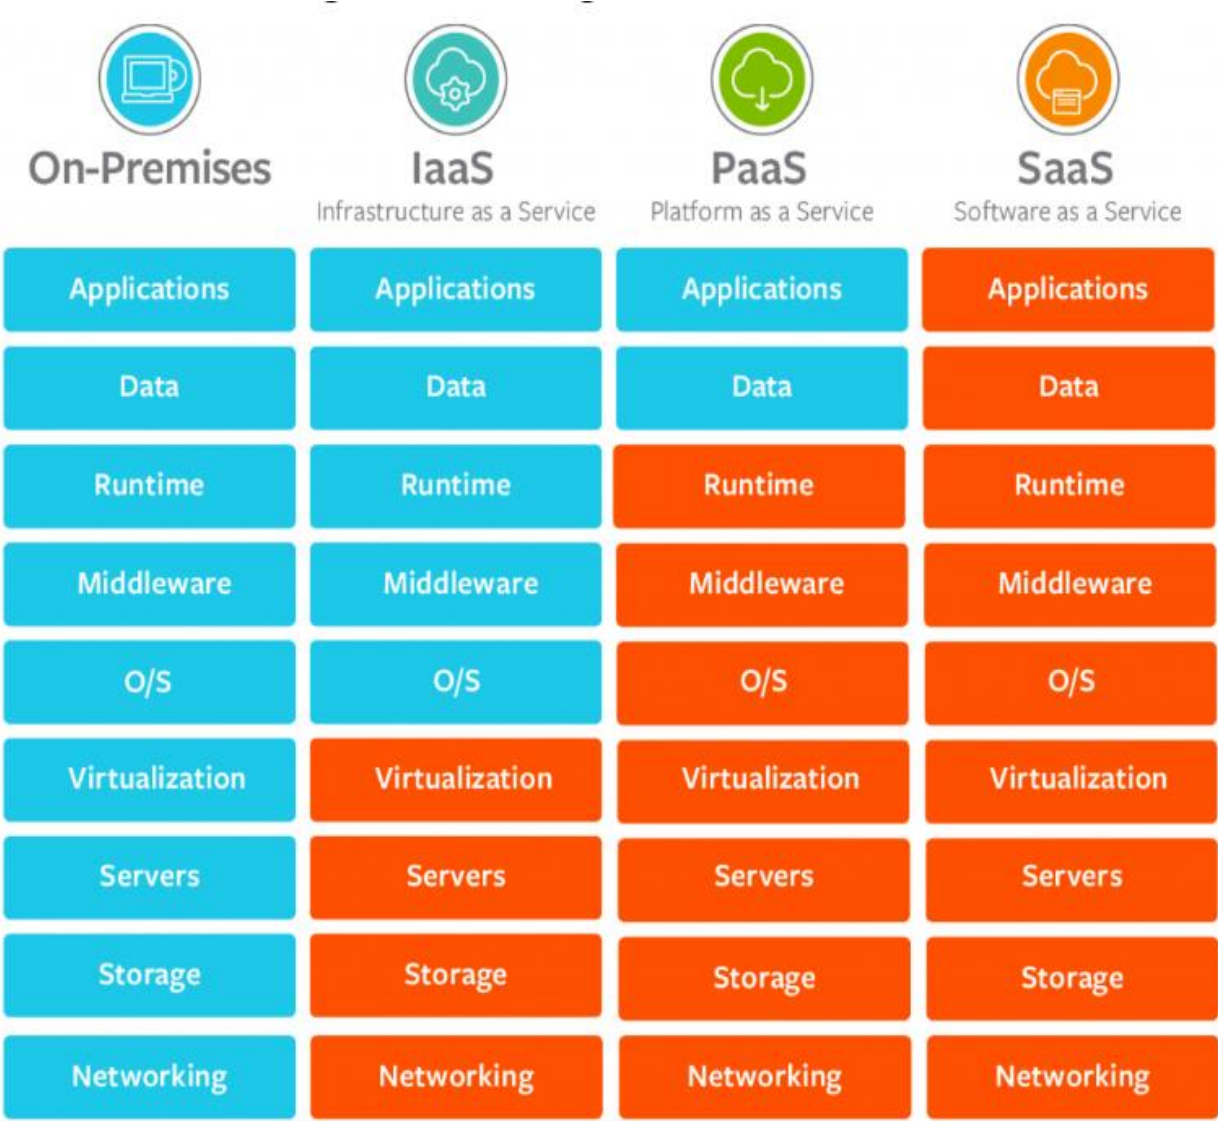 On-Premises IaaS PaaS SaaS
Infrastructure as a Service Platform as a Service Software as a Service
Applications Applications Applications Applications
Data Data Data Data
Runtime Runtime Runtime Runtime
Middleware Middleware Middleware Middleware
O/S O/S O/S O/S
Virtualization Virtualization Virtualization Virtualization
Servers Servers Servers Servers
Storage Storage Storage Storage
Networking Networking Networking Networking